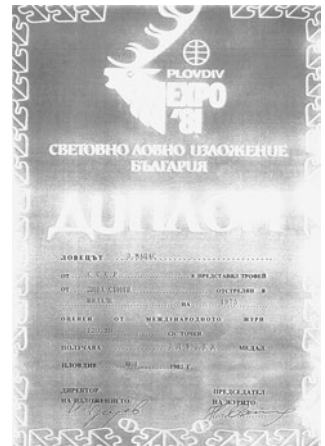 PLOVDIV
EXPO
'81
СВЕТОВНО ЛОВНО ИЗЛОЖЕНИЕ
БЪЛГАРИЯ
ДИПЛОМ
ЛОВЕЦЪТ
ОТ С.С.С.Р. Е ПРЕДСТАВИЛ ТРОФЕЙ
ОТ ОТСТРЕЛЯН В
НА 1973
ОЦЕНЕН ОТ МЕЖДУНАРОДНОТО ЖУРИ
СЪС ТОЧКИ
ПОЛУЧАВА МЕДАЛ
ПЛОВДИВ 1981 Г.
ДИРЕКТОР ПРЕДСЕДАТЕЛ
НА ИЗЛОЖЕНИЕТО НА ЖУРИТО